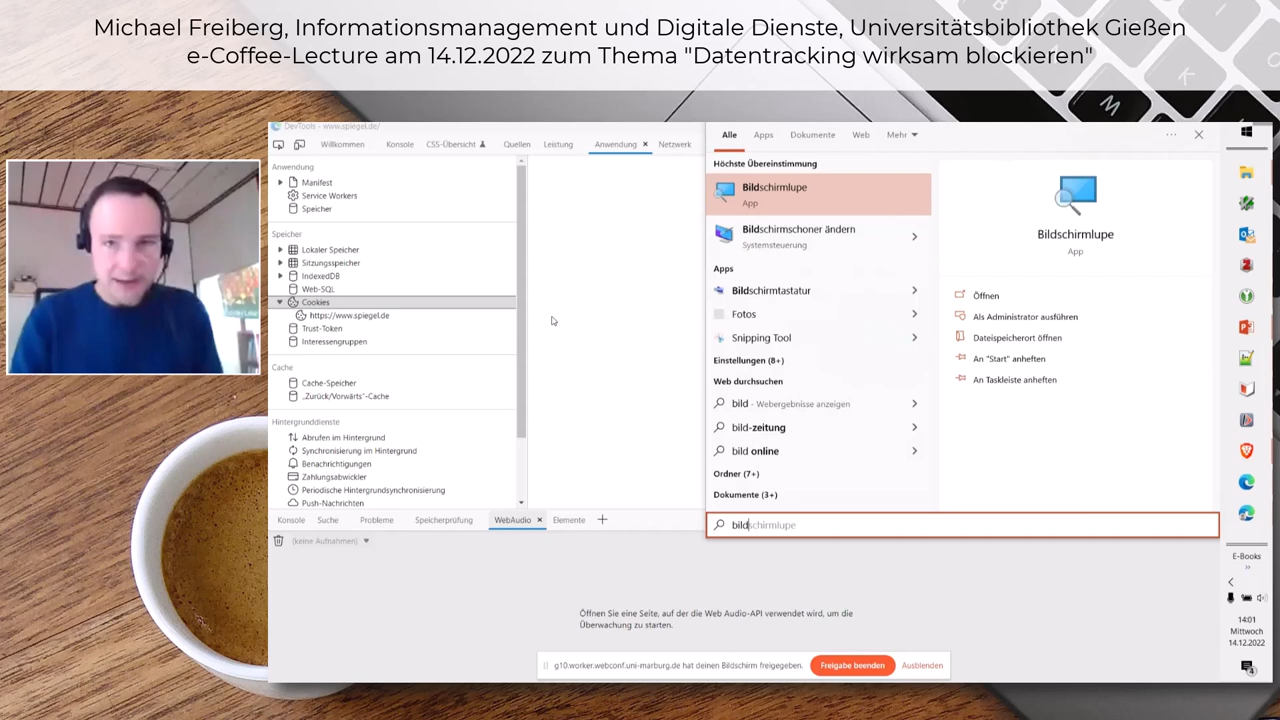 Michael Freiberg, Informationsmanagement und Digitale Dienste, Universitätsbibliothek Gießen
e-Coffee-Lecture am 14.12.2022 zum Thema "Datentracking wirksam blockieren"
DevTools - www.spiegel.de/
Willkommen
Konsole
CSS-Übersicht
Quellen
Leistung
Anwendung
Netzwerk
Anwendung
Manifest
Service Workers
Speicher
Speicher
Lokaler Speicher
Sitzungsspeicher
IndexedDB
Web-SQL
Cookies
https://www.spiegel.de
Trust-Token
Interessengruppen
Cache
Cache-Speicher
„Zurück/Vorwärts"-Cache
Hintergrunddienste
Abrufen im Hintergrund
Synchronisierung im Hintergrund
Benachrichtigungen
Zahlungsabwickler
Periodische Hintergrundsynchronisierung
Push-Nachrichten
Konsole
Suche
Probleme
Speicherprüfung
WebAudio
Elemente
(keine Aufnahmen)
Öffnen Sie eine Seite, auf der die Web Audio-API verwendet wird, um die
Überwachung zu starten.
Alle
Apps
Dokumente
Web
Mehr
Höchste Übereinstimmung
Bildschirmlupe
App
Bildschirmschoner ändern
Systemsteuerung
Apps
Bildschirmtastatur
Fotos
Snipping Tool
Einstellungen (8+)
Web durchsuchen
bild - Webergebnisse anzeigen
bild-zeitung
bild online
Ordner (7+)
Dokumente (3+)
bildschirmlupe
Bildschirmlupe
App
Öffnen
Als Administrator ausführen
Dateispeicherort öffnen
An "Start" anheften
An Taskleiste anheften
E-Books
14:01
Mittwoch
14.12.2022
g10.worker.webconf.uni-marburg.de hat deinen Bildschirm freigegeben.
Freigabe beenden
Ausblenden